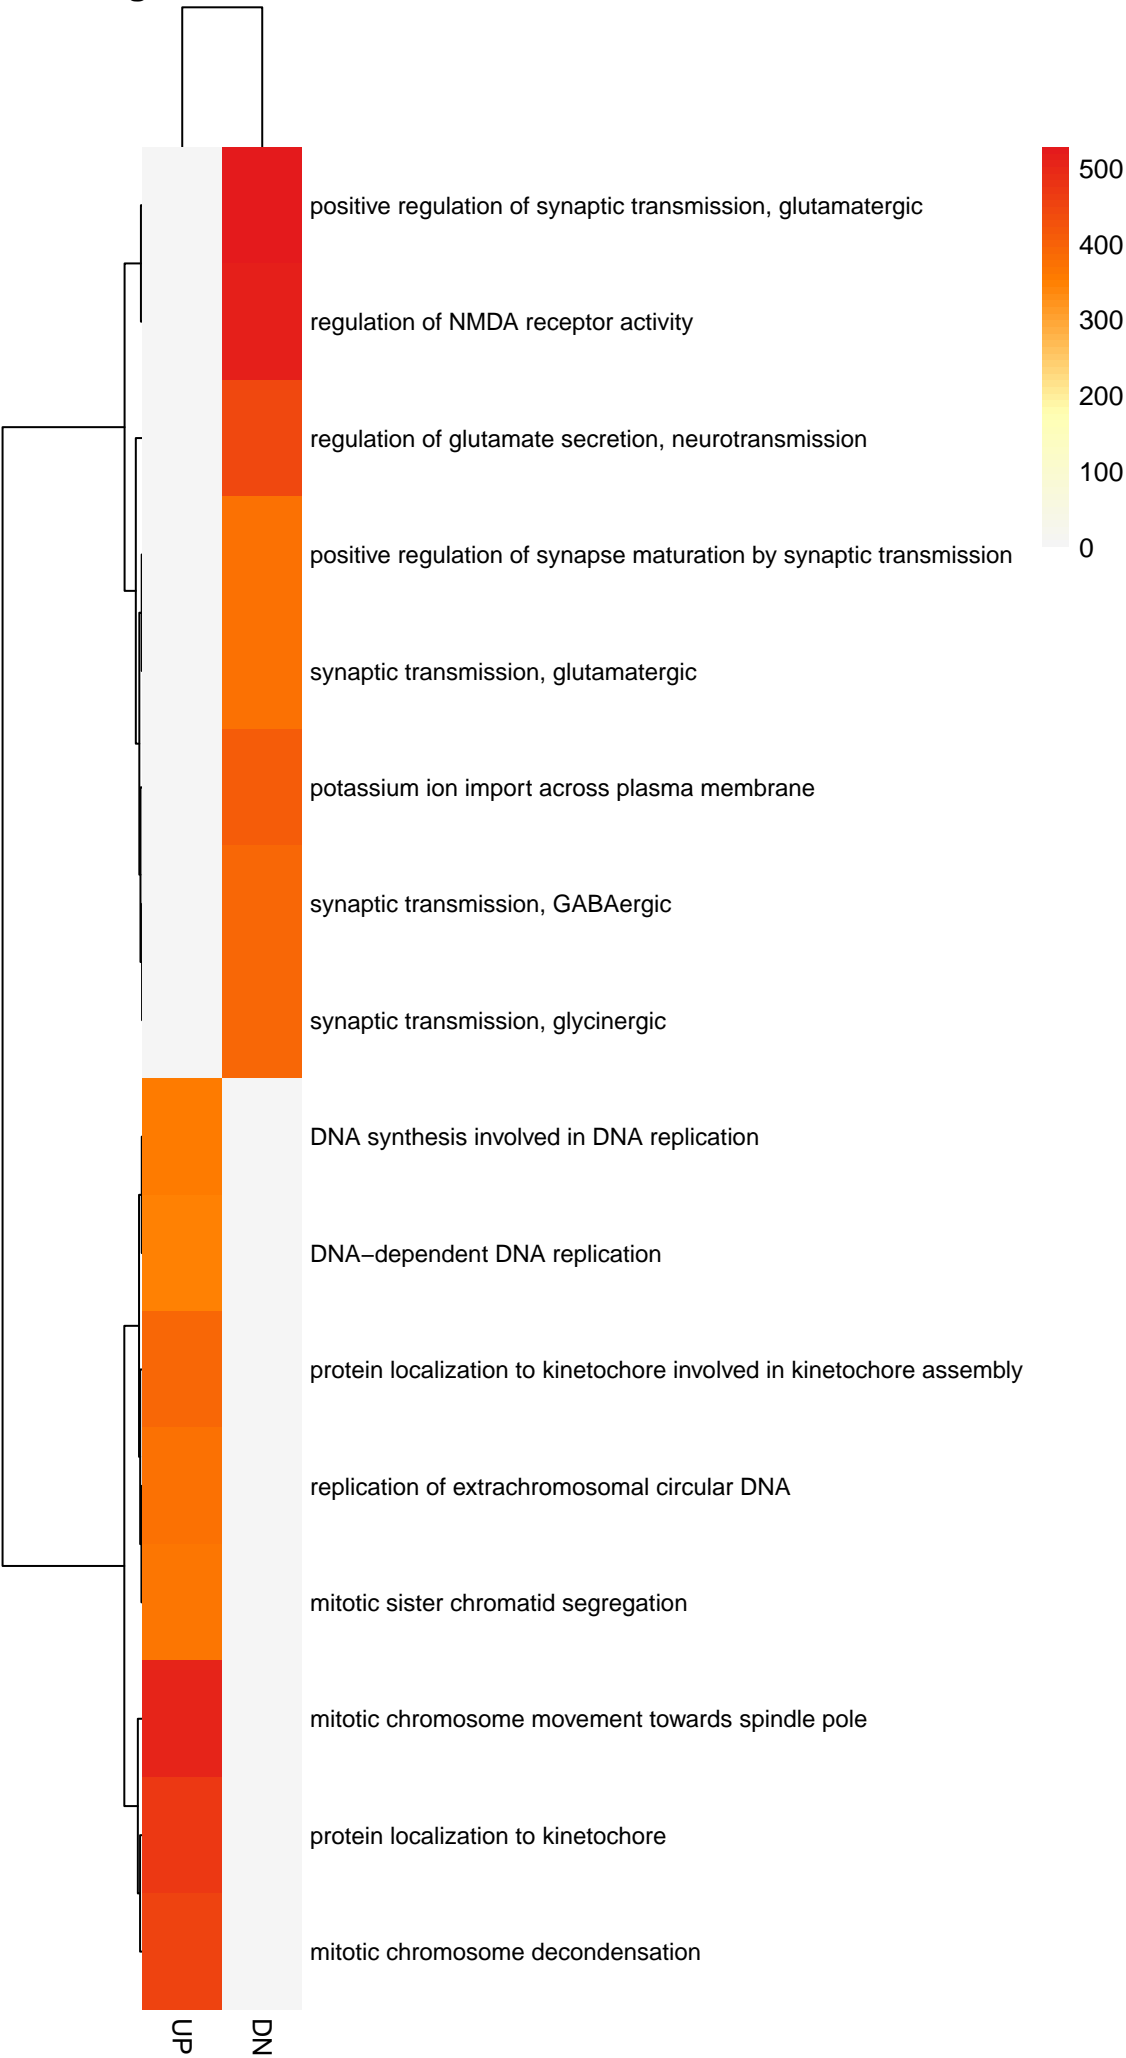 positive regulation of synaptic transmission, glutamatergic
regulation of NMDA receptor activity
regulation of glutamate secretion, neurotransmission
positive regulation of synapse maturation by synaptic transmission
synaptic transmission, glutamatergic
potassium ion import across plasma membrane
synaptic transmission, GABAergic
synaptic transmission, glycinergic
DNA synthesis involved in DNA replication
DNA−dependent DNA replication
protein localization to kinetochore involved in kinetochore assembly
replication of extrachromosomal circular DNA
mitotic sister chromatid segregation
mitotic chromosome movement towards spindle pole
protein localization to kinetochore
mitotic chromosome decondensation
UP
DN
500
400
300
200
100
0